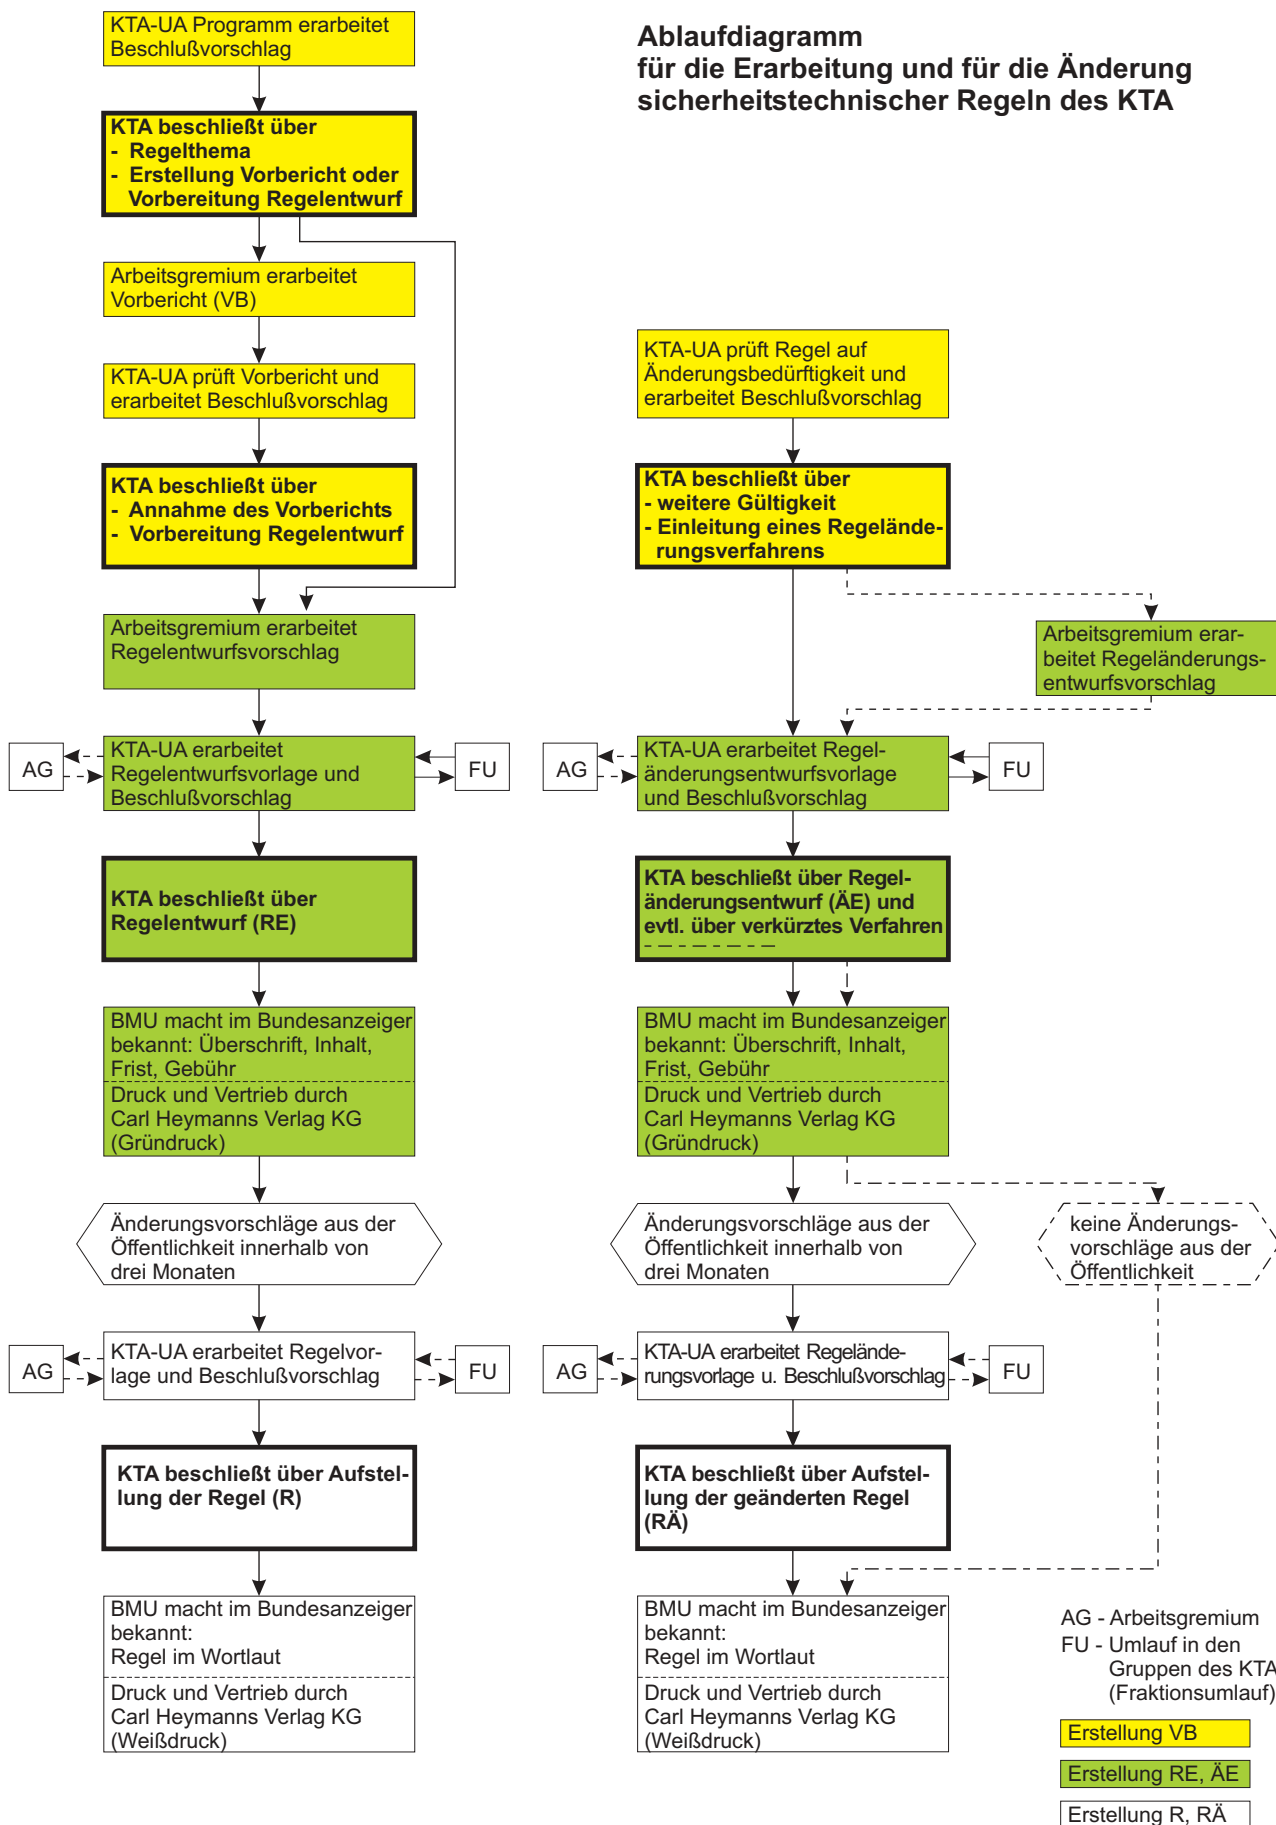 Ablaufdiagramm
für die Erarbeitung und für die Änderung
sicherheitstechnischer Regeln des KTA
KTA-UA Programm erarbeitet
Beschlußvorschlag
KTA beschließt über
- Regelthema
- Erstellung Vorbericht oder
Vorbereitung Regelentwurf
Arbeitsgremium erarbeitet
Vorbericht (VB)
KTA-UA prüft Vorbericht und
erarbeitet Beschlußvorschlag
KTA beschließt über
- Annahme des Vorberichts
- Vorbereitung Regelentwurf
Arbeitsgremium erarbeitet
Regelentwurfsvorschlag
AG
KTA-UA erarbeitet
Regelentwurfsvorlage und
Beschlußvorschlag
FU
KTA beschließt über
Regelentwurf (RE)
BMU macht im Bundesanzeiger
bekannt: Überschrift, Inhalt,
Frist, Gebühr
Druck und Vertrieb durch
Carl Heymanns Verlag KG
(Gründruck)
Änderungsvorschläge aus der
Öffentlichkeit innerhalb von
drei Monaten
AG
KTA-UA erarbeitet Regelvor-
lage und Beschlußvorschlag
FU
KTA beschließt über Aufstel-
lung der Regel (R)
BMU macht im Bundesanzeiger
bekannt:
Regel im Wortlaut
Druck und Vertrieb durch
Carl Heymanns Verlag KG
(Weißdruck)
KTA-UA prüft Regel auf
Änderungsbedürftigkeit und
erarbeitet Beschlußvorschlag
KTA beschließt über
- weitere Gültigkeit
- Einleitung eines Regelände-
rungsverfahrens
Arbeitsgremium erar-
beitet Regeländerungs-
entwurfsvorschlag
AG
KTA-UA erarbeitet Regel-
änderungsentwurfsvorlage
und Beschlußvorschlag
FU
KTA beschließt über Regel-
änderungsentwurf (ÄE) und
evtl. über verkürztes Verfahren
BMU macht im Bundesanzeiger
bekannt: Überschrift, Inhalt,
Frist, Gebühr
Druck und Vertrieb durch
Carl Heymanns Verlag KG
(Gründruck)
Änderungsvorschläge aus der
Öffentlichkeit innerhalb von
drei Monaten
keine Änderungs-
vorschläge aus der
Öffentlichkeit
AG
KTA-UA erarbeitet Regelände-
rungsvorlage u. Beschlußvorschlag
FU
KTA beschließt über Aufstel-
lung der geänderten Regel
(RÄ)
BMU macht im Bundesanzeiger
bekannt:
Regel im Wortlaut
Druck und Vertrieb durch
Carl Heymanns Verlag KG
(Weißdruck)
AG - Arbeitsgremium
FU - Umlauf in den
Gruppen des KTA
(Fraktionsumlauf)
Erstellung VB
Erstellung RE, ÄE
Erstellung R, RÄ